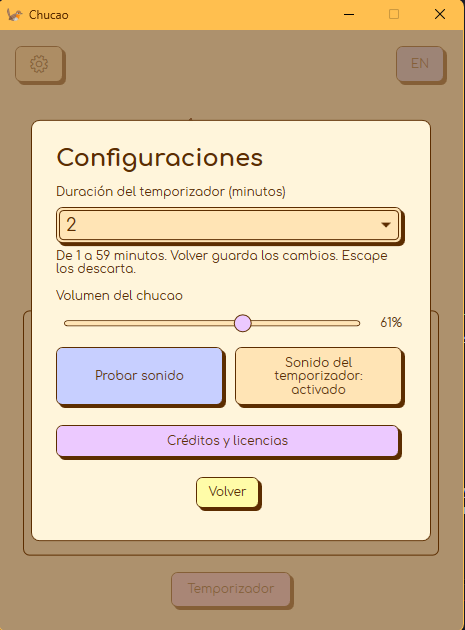 Chucao
EN
Configuraciones
Duración del temporizador (minutos)
2
De 1 a 59 minutos. Volver guarda los cambios. Escape
los descarta.
Volumen del chucao
61%
Probar sonido
Sonido del
temporizador:
activado
Créditos y licencias
Volver
Temporizador